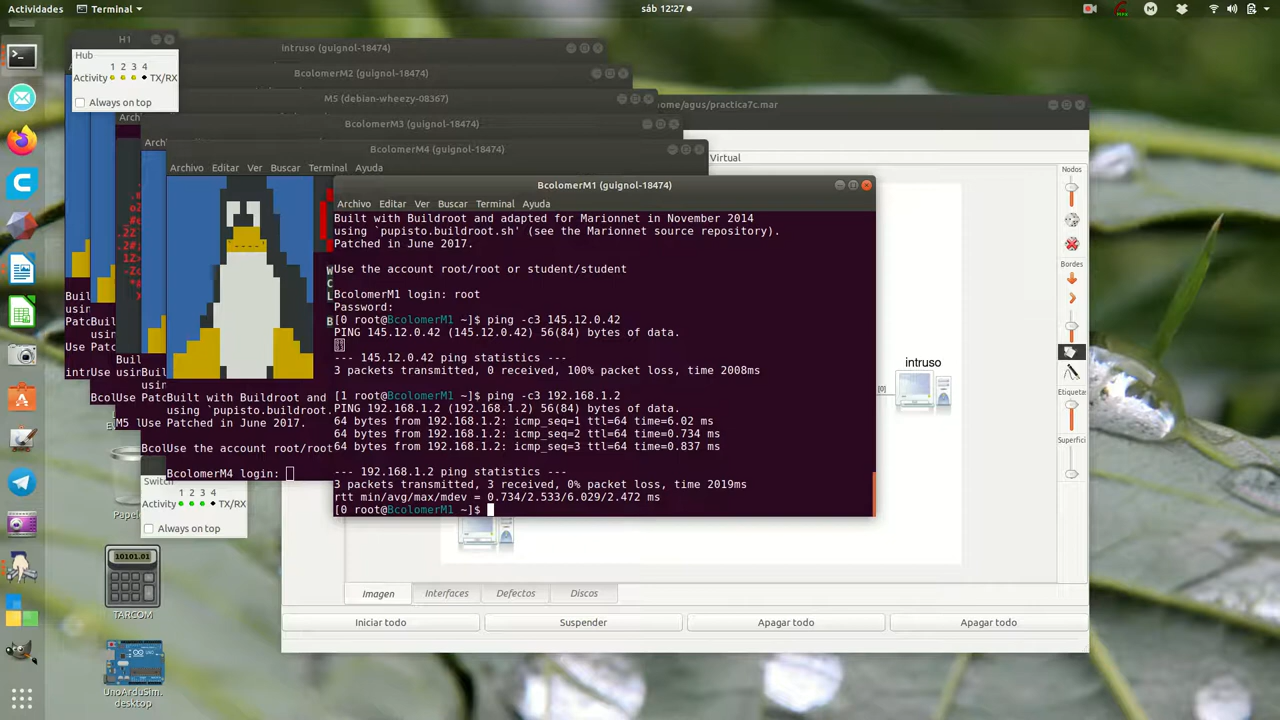 Actividades
Terminal
sáb 12:27
H1
Hub
1 2 3 4
Activity
TX/RX
Always on top
Intruso (guignol-18474)
BcolomerM2 (guignol-18474)
M5 (debian-wheezy-08367)
BcolomerM3 (guignol-18474)
BcolomerM4 (guignol-18474)
Archivo Editar Ver Buscar Terminal Ayuda
home/agus/practica7c.mar
Virtual
BcolomerM1 (guignol-18474)
Archivo Editar Ver Buscar Terminal Ayuda
Built with Buildroot and adapted for Marionnet in November 2014
using `pupisto.buildroot.sh' (see the Marionnet source repository).
Patched in June 2017.
Use the account root/root or student/student
BcolomerM1 login: root
Password:
[0 root@BcolomerM1 ~]$ ping -c3 145.12.0.42
PING 145.12.0.42 (145.12.0.42) 56(84) bytes of data.
--- 145.12.0.42 ping statistics ---
3 packets transmitted, 0 received, 100% packet loss, time 2008ms
[1 root@BcolomerM1 ~]$ ping -c3 192.168.1.2
PING 192.168.1.2 (192.168.1.2) 56(84) bytes of data.
64 bytes from 192.168.1.2: icmp_seq=1 ttl=64 time=6.02 ms
64 bytes from 192.168.1.2: icmp_seq=2 ttl=64 time=0.734 ms
64 bytes from 192.168.1.2: icmp_seq=3 ttl=64 time=0.837 ms
--- 192.168.1.2 ping statistics ---
3 packets transmitted, 3 received, 0% packet loss, time 2019ms
rtt min/avg/max/mdev = 0.734/2.533/6.029/2.472 ms
[0 root@BcolomerM1 ~]$
Built with Buildroot and
using `pupisto.buildroot.
Patched in June 2017.
Use the account root/root
BcolomerM4 login:
Switch
1 2 3 4
Activity
TX/RX
Always on top
TARCOM
UnoArduSim.
desktop
intruso
[0]
Nodos
Bordes
Etiquetas
Superfici
Imagen
Interfaces
Defectos
Discos
Iniciar todo
Suspender
Apagar todo
Apagar todo